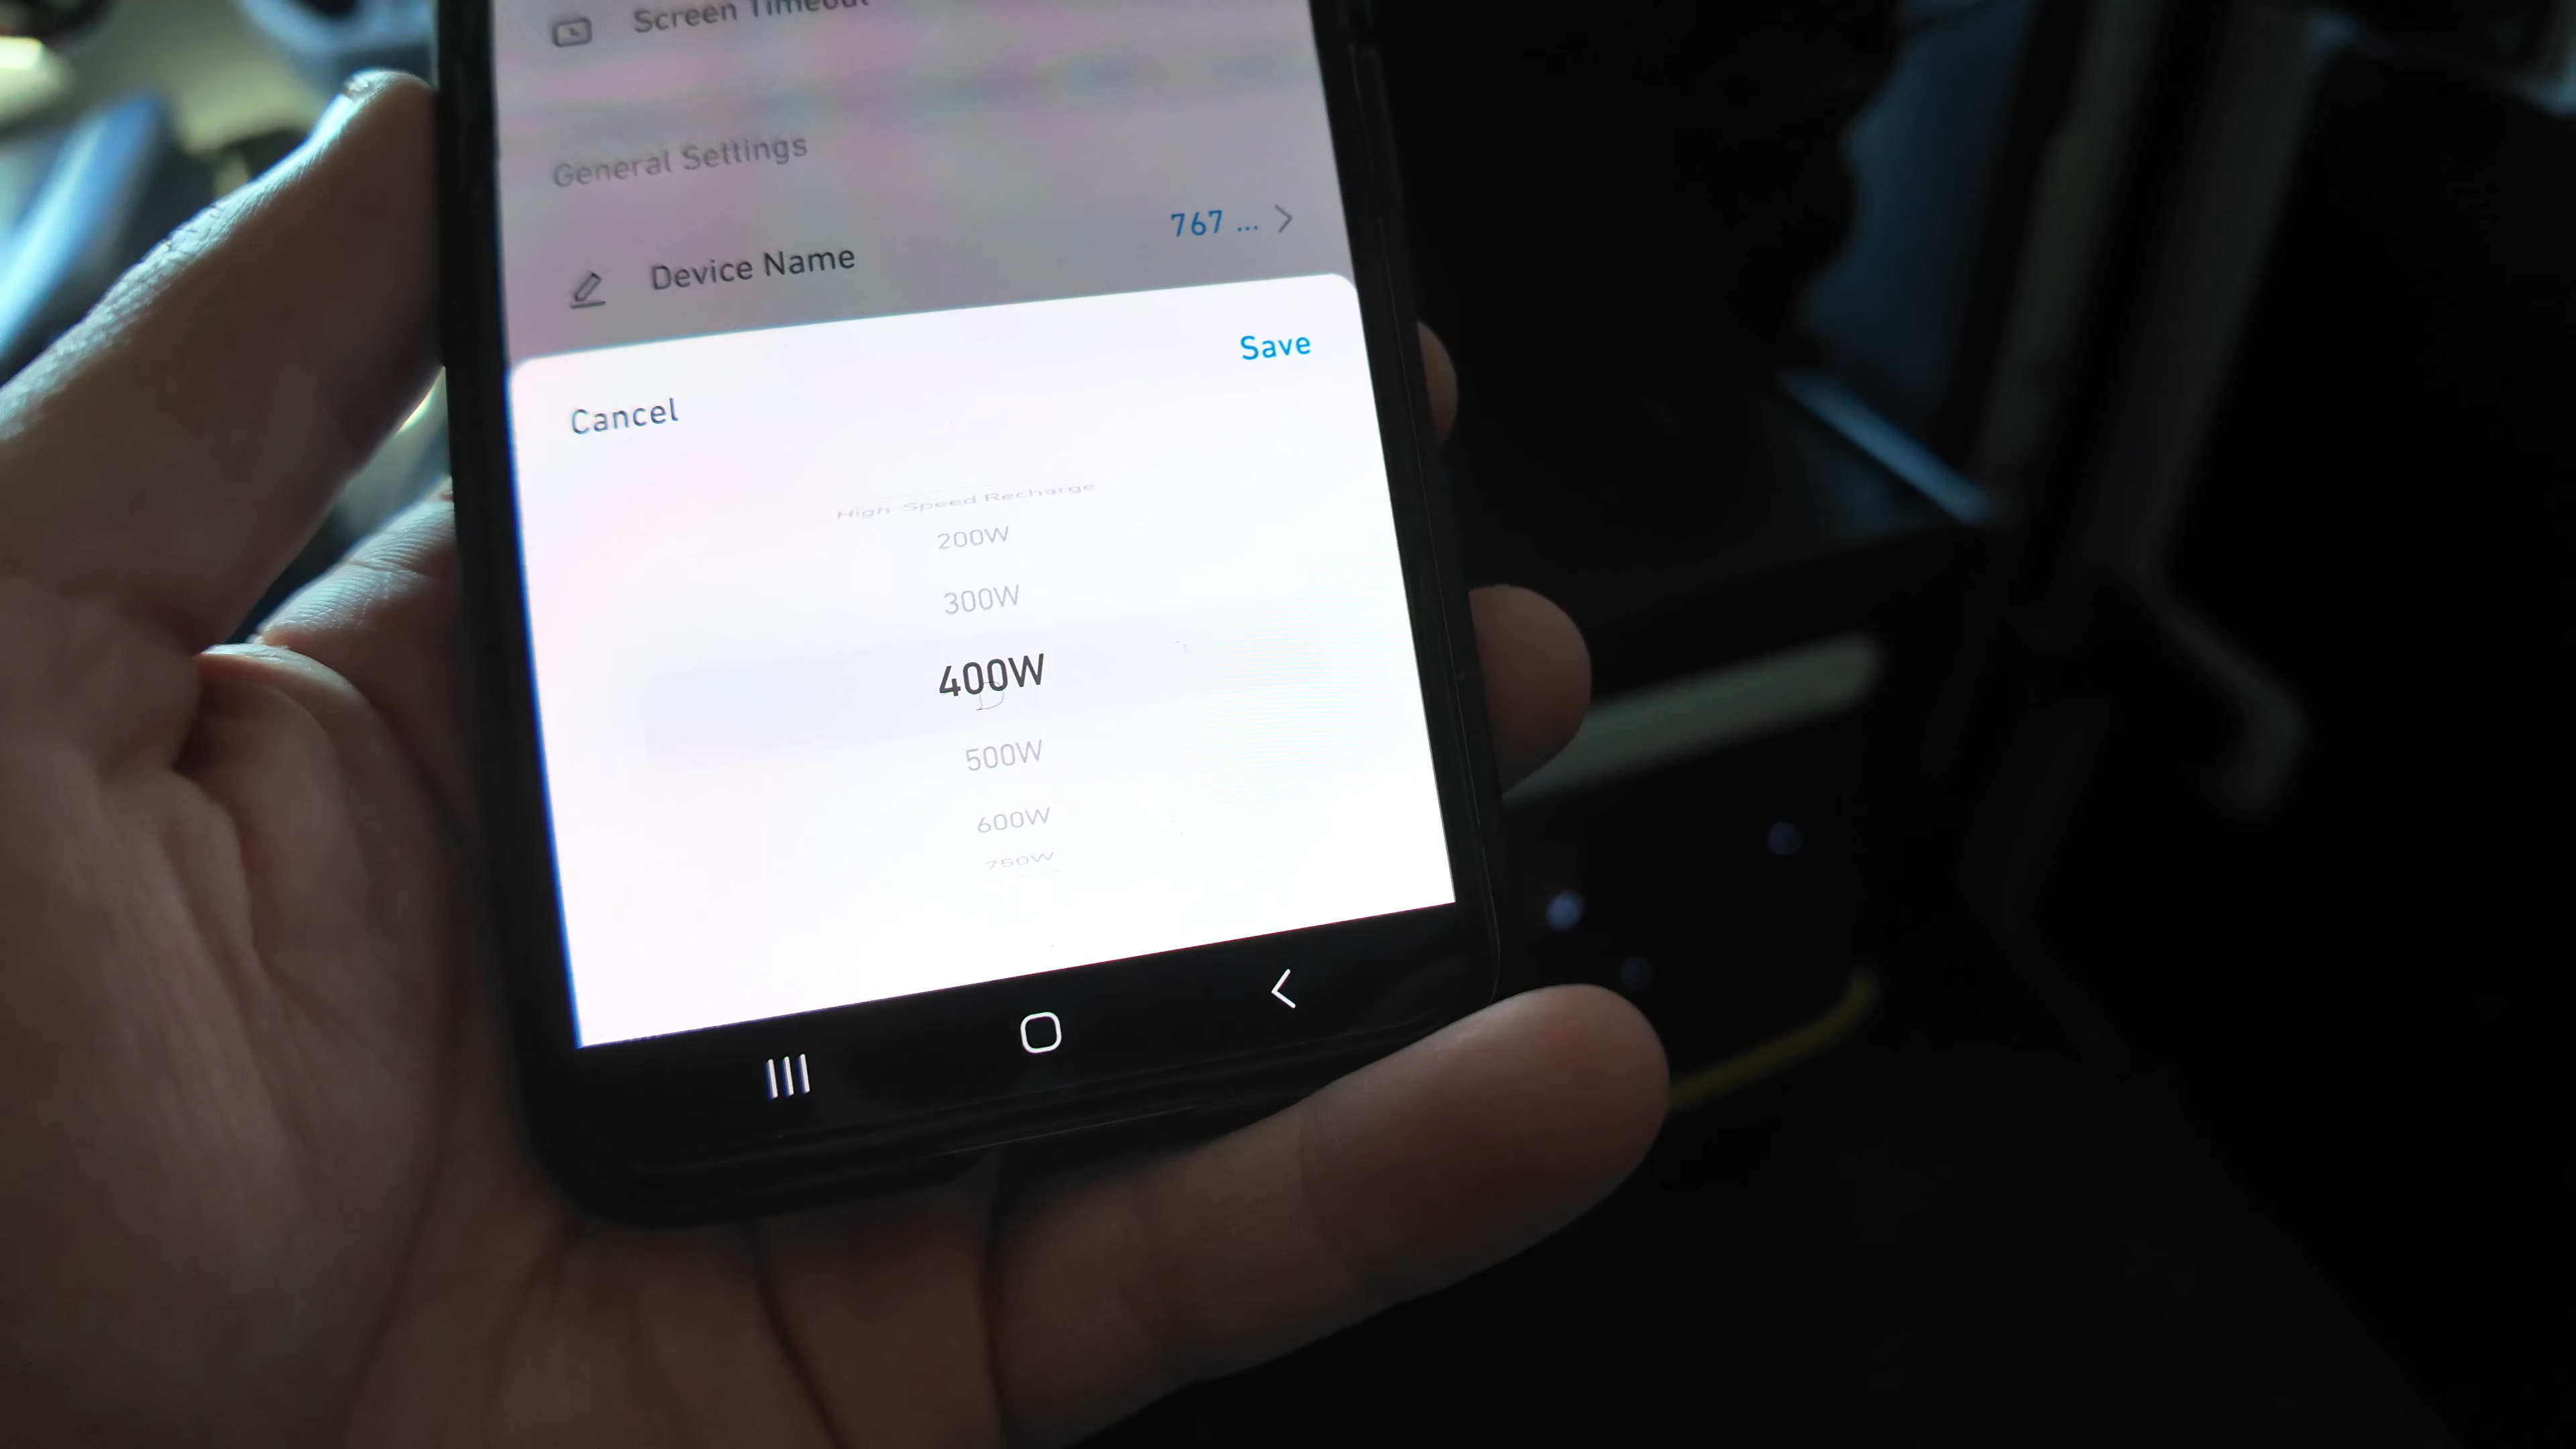 Screen Timeout
General Settings
Device Name
767 ...
Save
Cancel
High-Speed Recharge
200W
300W
400W
500W
600W
750W